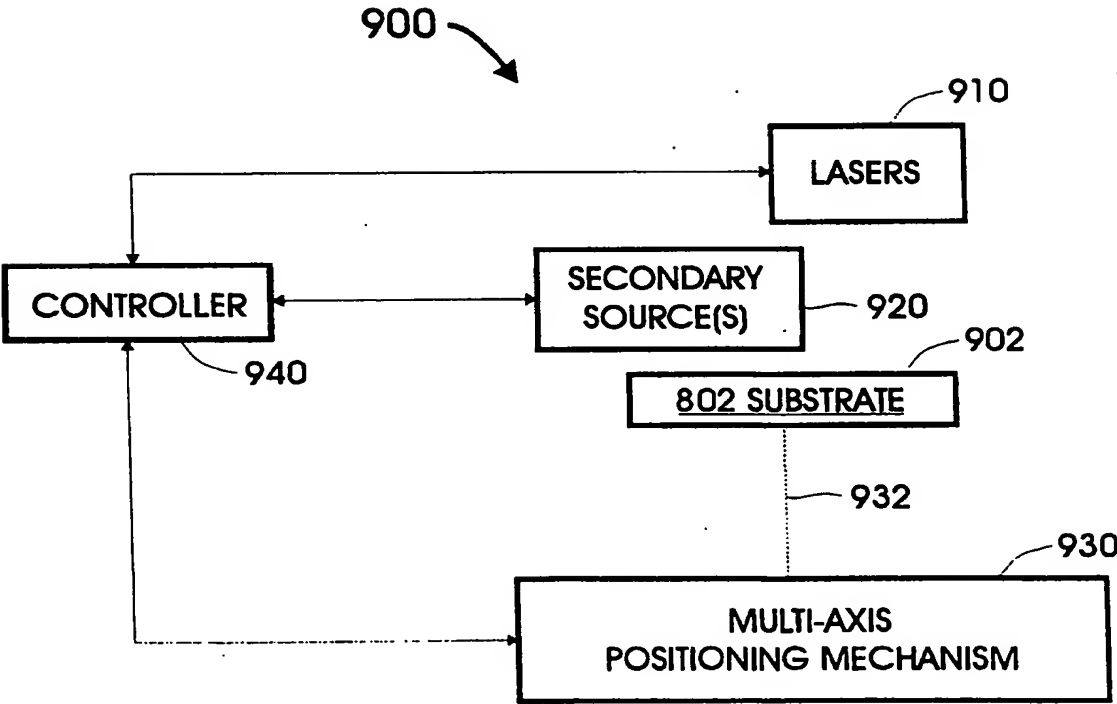 900
910
LASERS
SECONDARY
SOURCE(S)
920
CONTROLLER
940
902
802 SUBSTRATE
932
930
MULTI-AXIS
POSITIONING MECHANISM